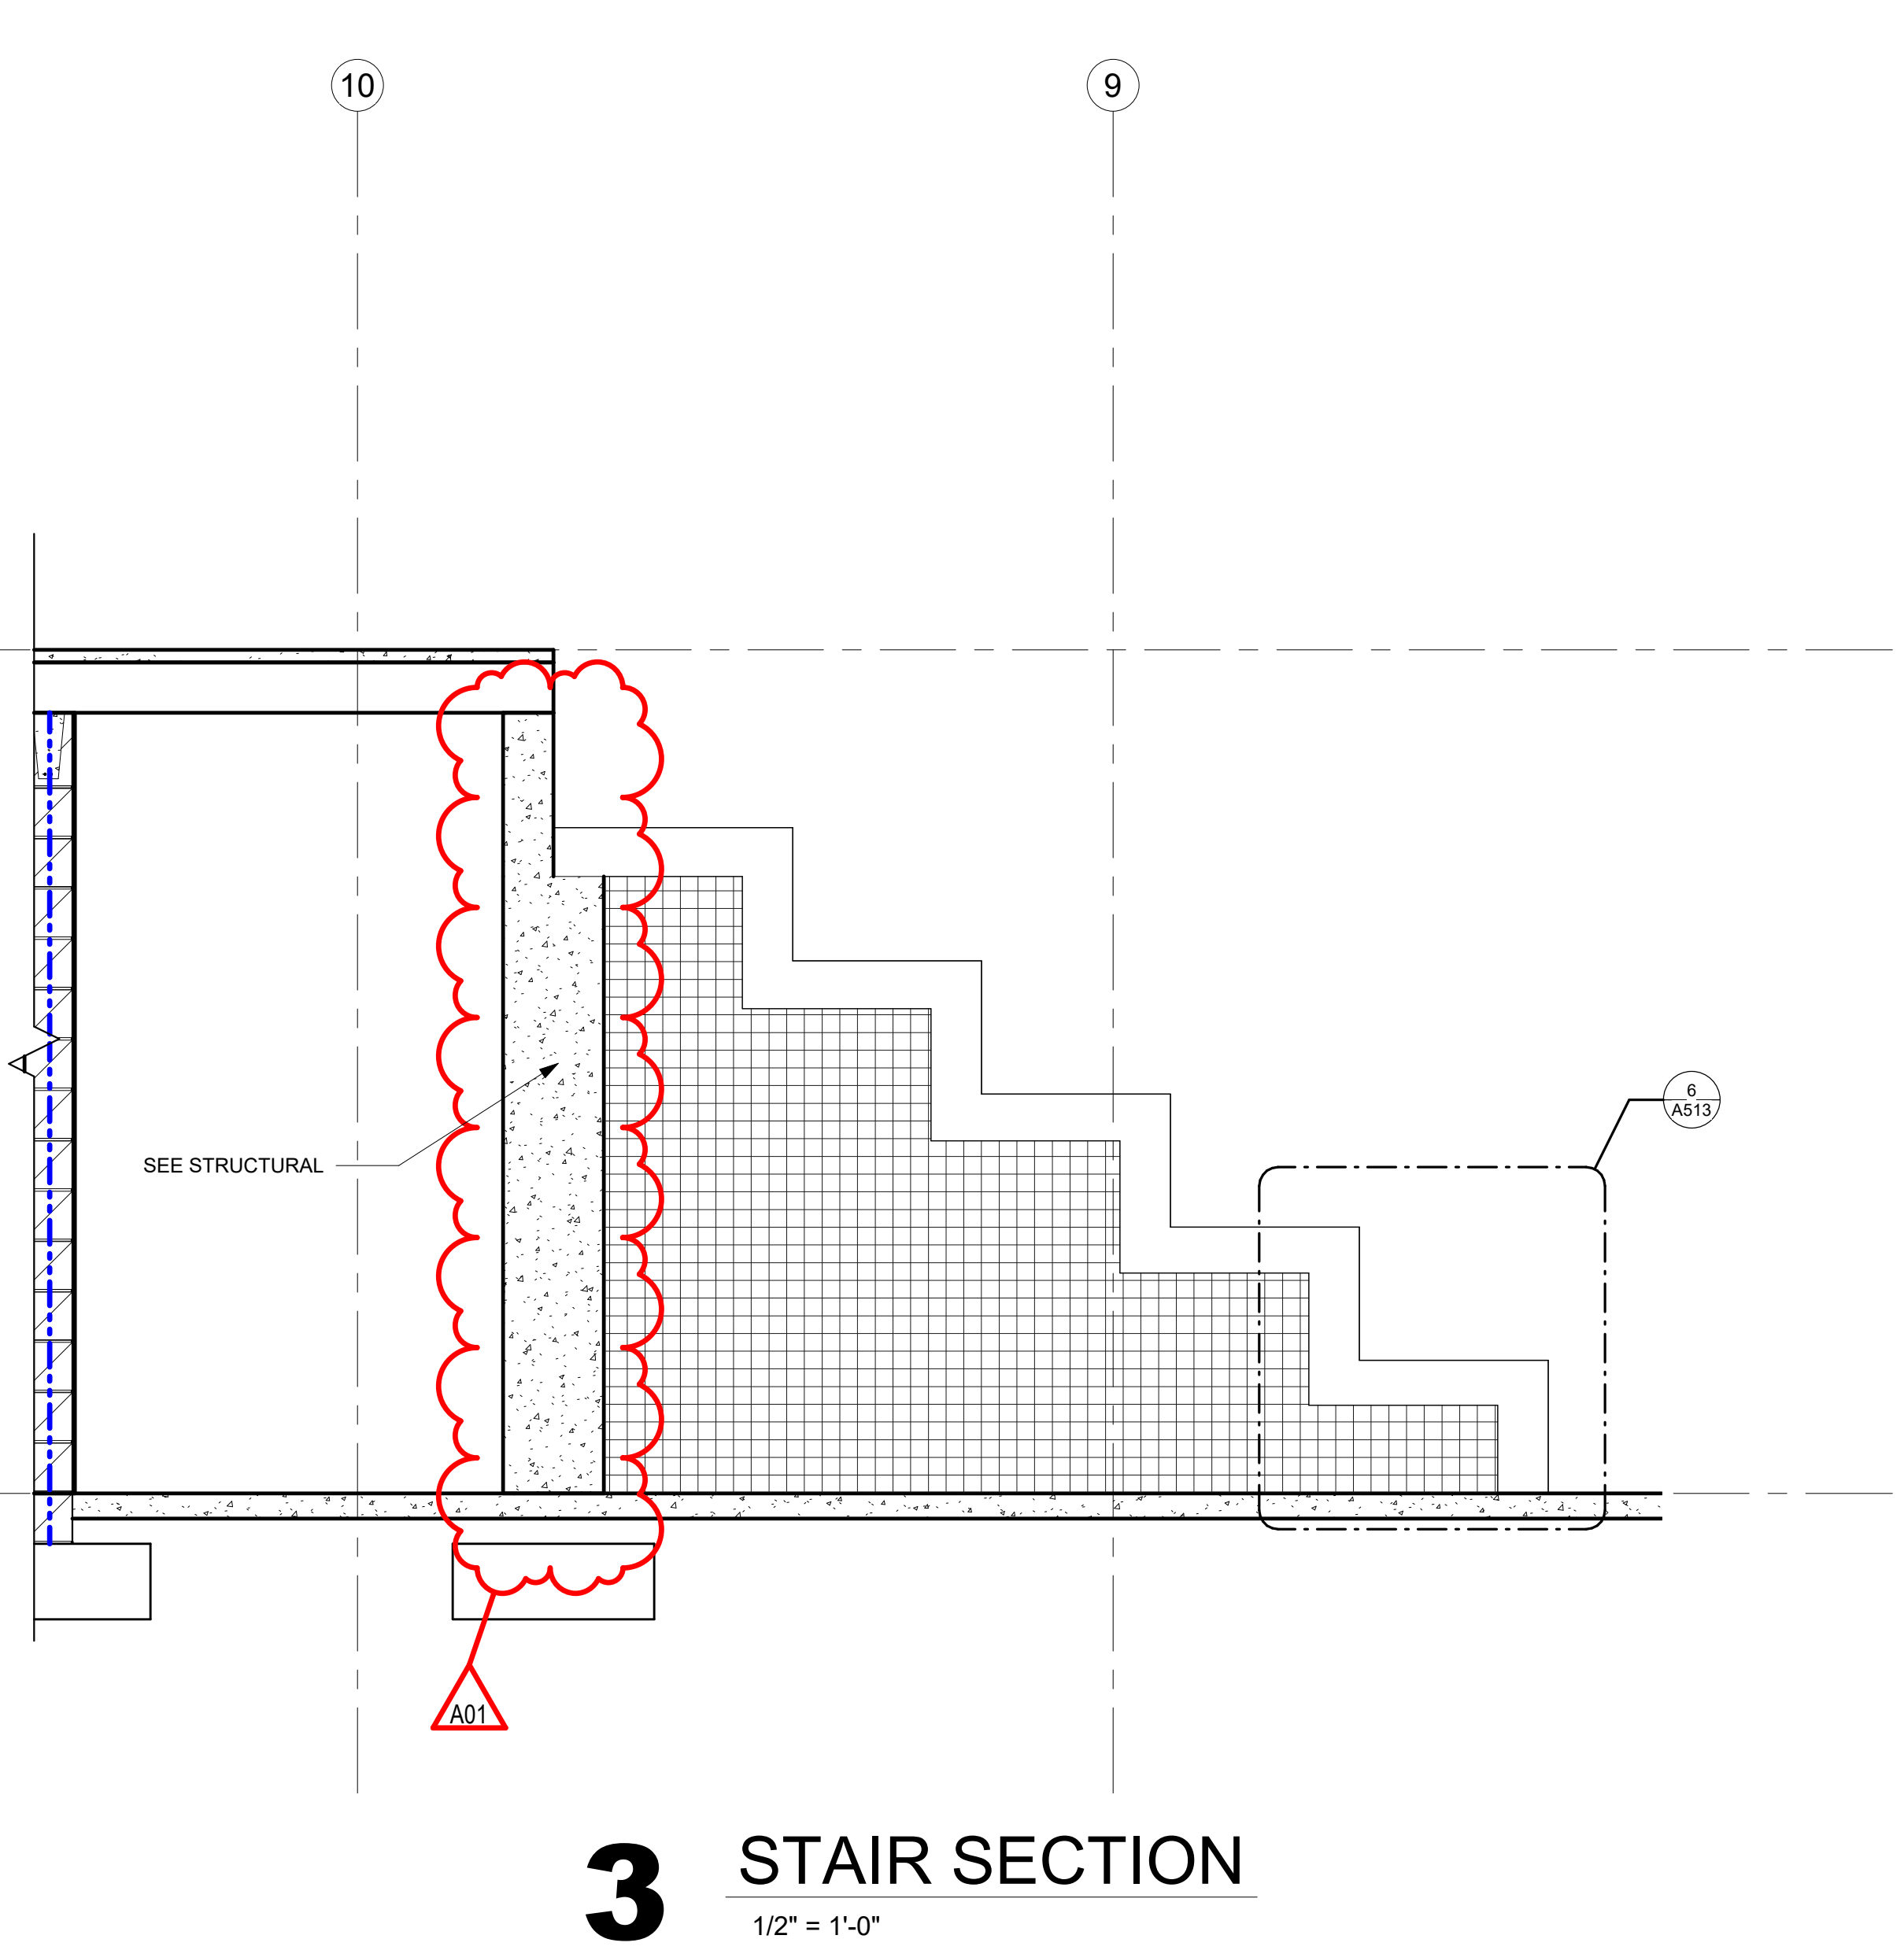 10
9
6
A513
SEE STRUCTURAL
A01
3
STAIR SECTION
1/2" = 1'-0"